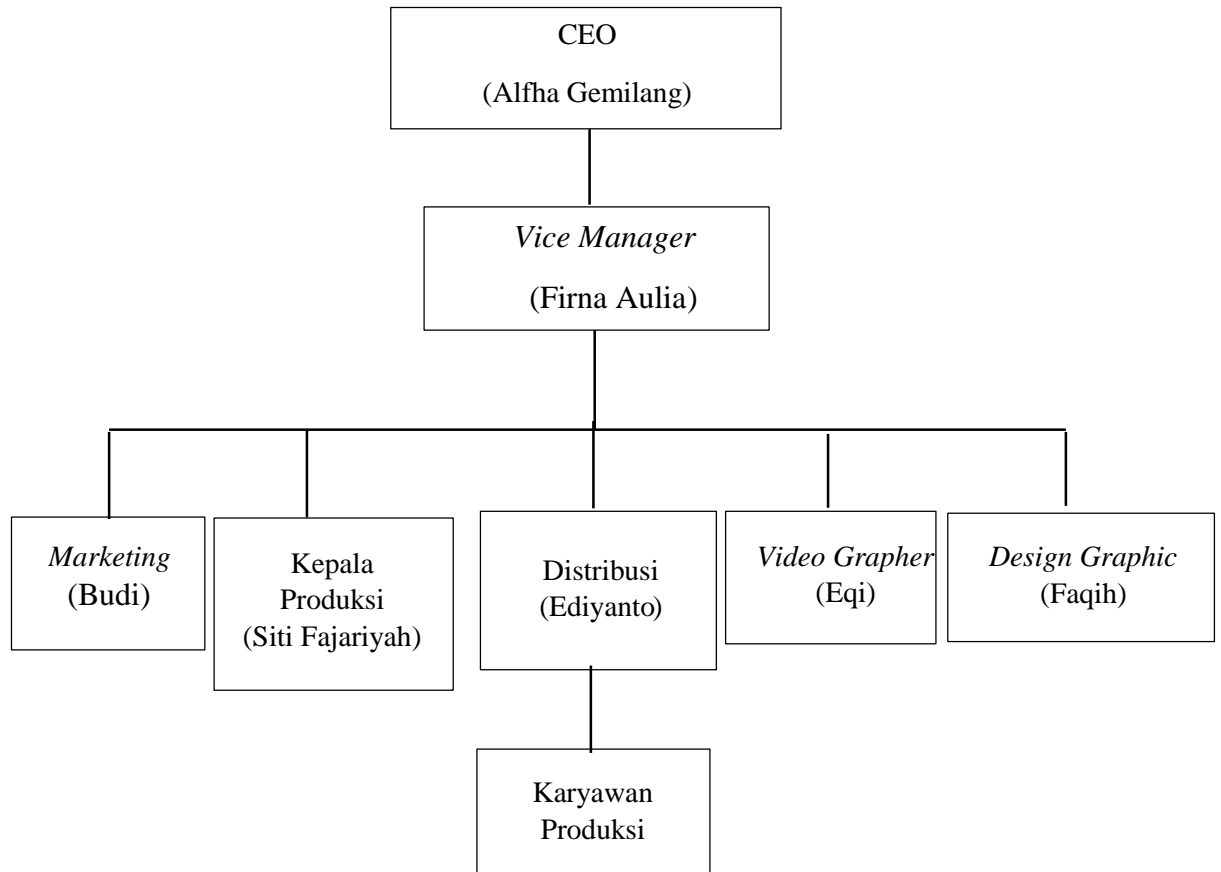 CEO
(Alfha Gemilang)
Vice Manager
(Firna Aulia)
Marketing
(Budi)
Kepala
Produksi
(Siti Fajariyah)
Distribusi
(Ediyanto)
Video Grapher
(Eqi)
Design Graphic
(Faqih)
Karyawan
Produksi